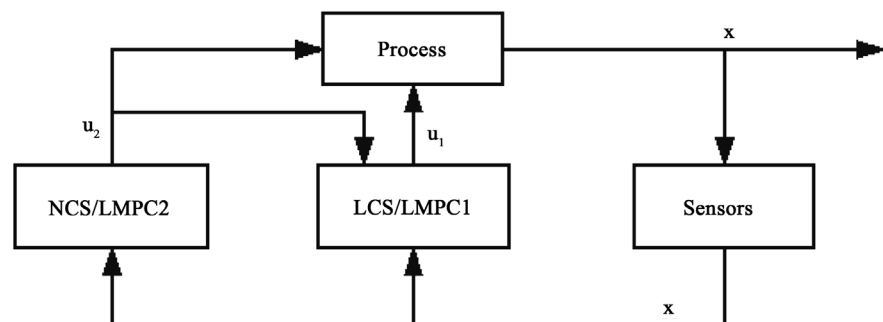 x
Process
u₂
u₁
NCS/LMPC2
LCS/LMPC1
Sensors
x